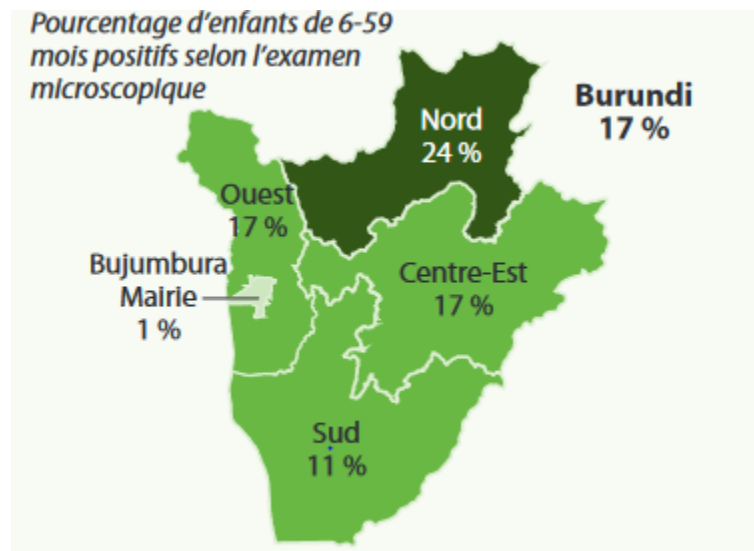 Pourcentage d'enfants de 6-59
mois positifs selon l'examen
microscopique
Burundi
17 %
Nord
24 %
Ouest
17 %
Bujumbura
Mairie
1 %
Centre-Est
17 %
Sud
11 %